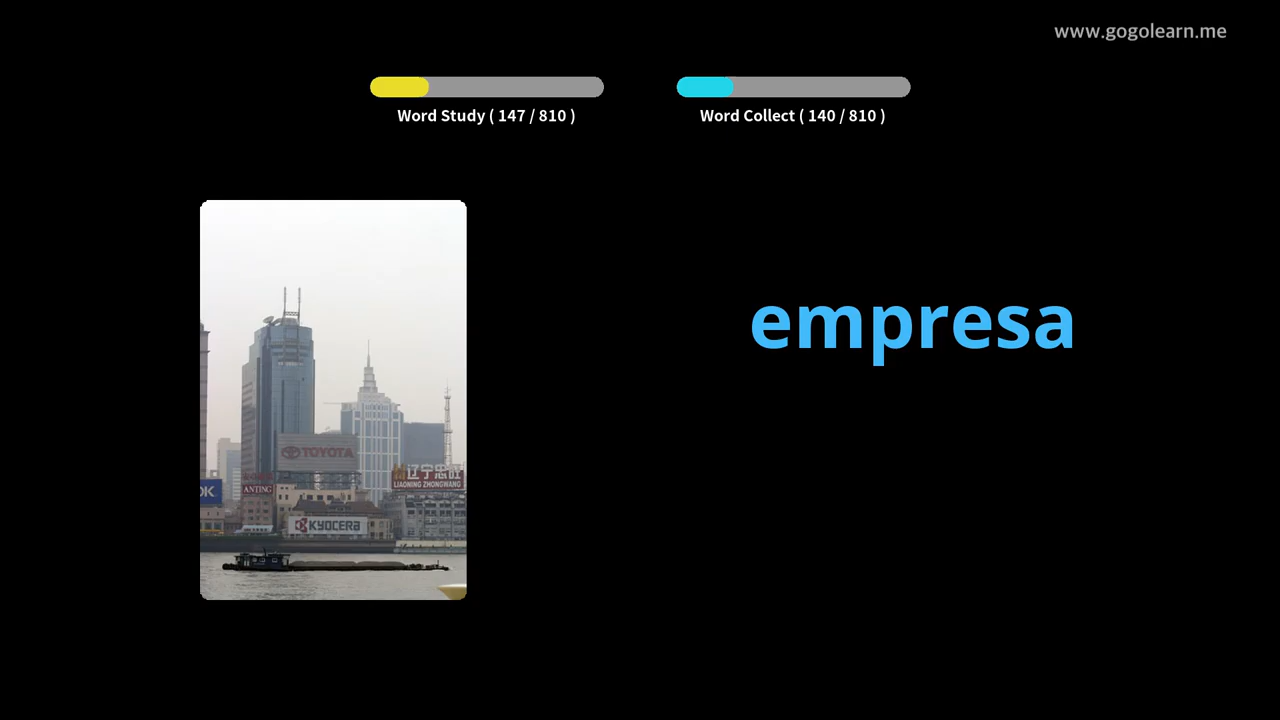 www.gogolearn.me
Word Study ( 147 / 810 )
Word Collect ( 140 / 810 )
empresa
TOYOTA
辽宁忠旺
LIAONING ZHONGWANG
OK
ANTING
KYOCERA